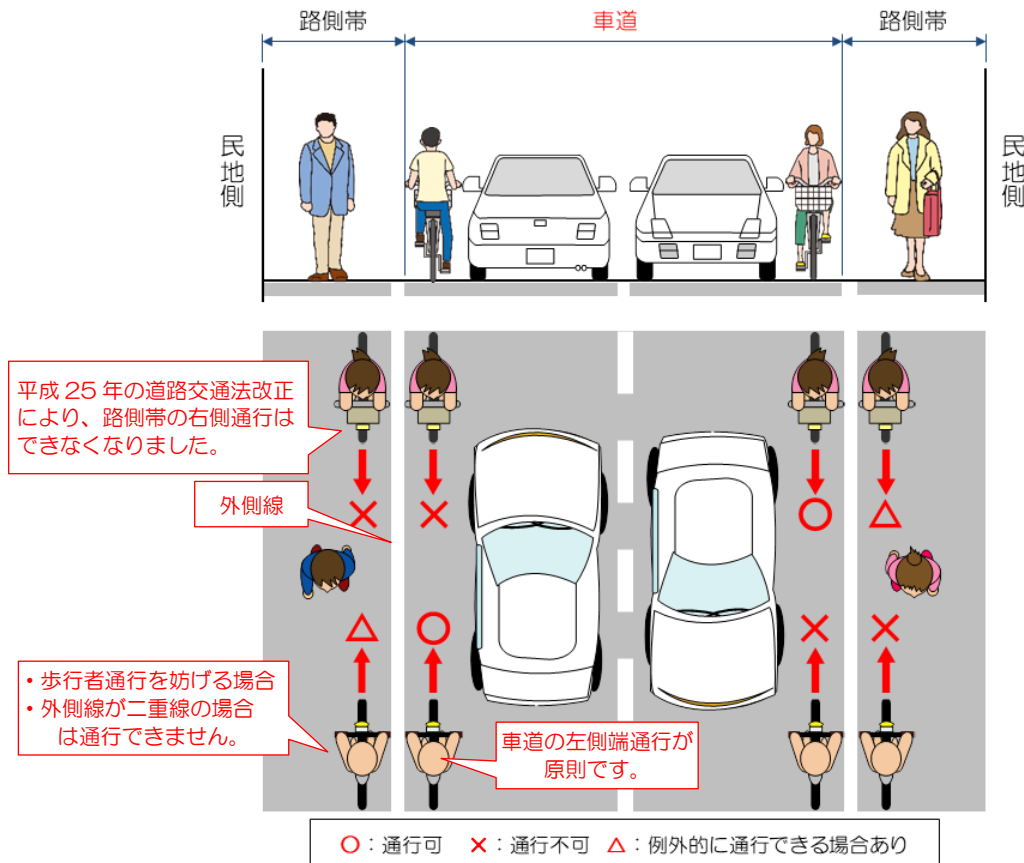 路側帯
車道
路側帯
民地側
民地側
平成25年の道路交通法改正
により、路側帯の右側通行は
できなくなりました。
外側線
×
×
○
△
△
○
×
×
・歩行者通行を妨げる場合
・外側線が二重線の場合
は通行できません。
車道の左側端通行が
原則です。
○：通行可 ×：通行不可 △：例外的に通行できる場合あり